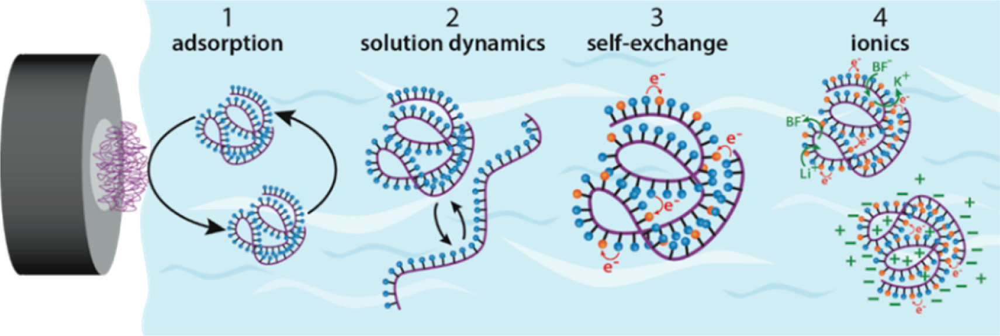 1
adsorption
2
solution dynamics
3
self-exchange
e⁻
e⁻
e⁻
e⁻
4
ionics
e⁻
BF⁻
K⁺
e⁻
BF⁻
e⁻
Li⁺
e⁻
+
−
−
+
−
−
−
+
+
+
−
e⁻
+
−
+
−
−
+
+
+
+
−
−
−
e⁻
+
+
−
−
−
−
−
−
e⁻